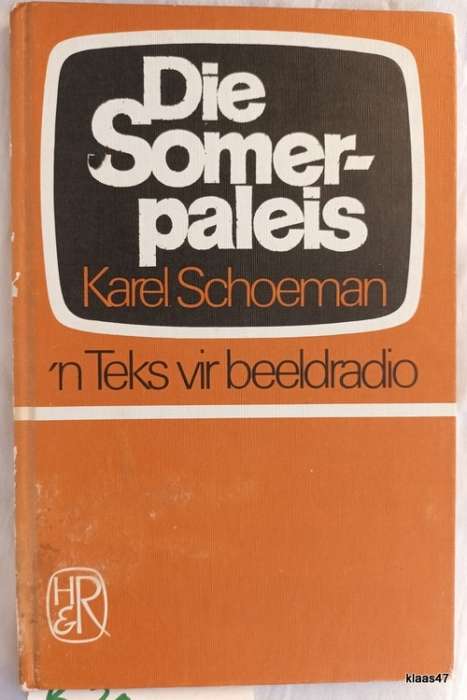 Die
Somer-
paleis
Karel Schoeman
'n Teks vir beeldradio
H&R
klaas47